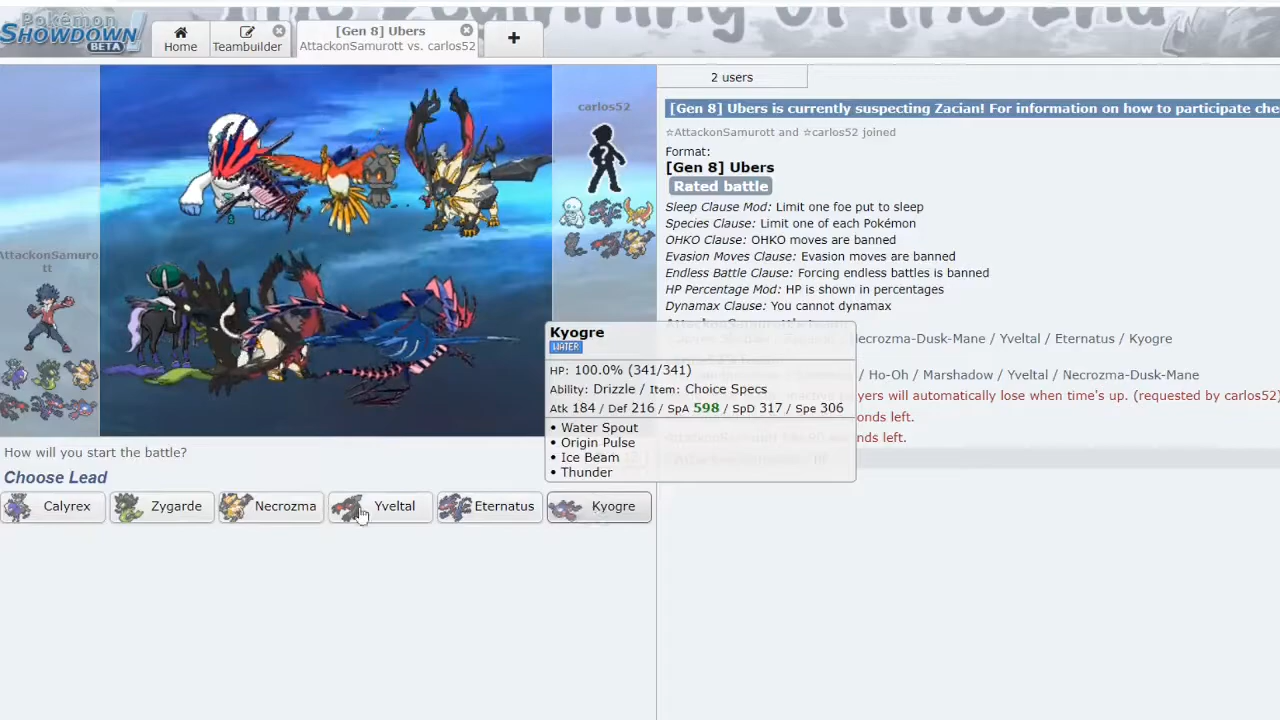 The Beginning of the End
Pokémon
SHOWDOWN
BETA
Home
Teambuilder
[Gen 8] Ubers
AttackonSamurott vs. carlos52
+
2 users
carlos52
AttackonSamuro
tt
[Gen 8] Ubers is currently suspecting Zacian! For information on how to participate che
☆AttackonSamurott and ☆carlos52 joined
Format:
[Gen 8] Ubers
Rated battle
Sleep Clause Mod: Limit one foe put to sleep
Species Clause: Limit one of each Pokémon
OHKO Clause: OHKO moves are banned
Evasion Moves Clause: Evasion moves are banned
Endless Battle Clause: Forcing endless battles is banned
HP Percentage Mod: HP is shown in percentages
Dynamax Clause: You cannot dynamax
ecrozma-Dusk-Mane / Yveltal / Eternatus / Kyogre
/ Ho-Oh / Marshadow / Yveltal / Necrozma-Dusk-Mane
yers will automatically lose when time's up. (requested by carlos52)
onds left.
nds left.
Kyogre
WATER
HP: 100.0% (341/341)
Ability: Drizzle / Item: Choice Specs
Atk 184 / Def 216 / SpA 598 / SpD 317 / Spe 306
• Water Spout
• Origin Pulse
• Ice Beam
• Thunder
How will you start the battle?
Choose Lead
Calyrex
Zygarde
Necrozma
Yveltal
Eternatus
Kyogre